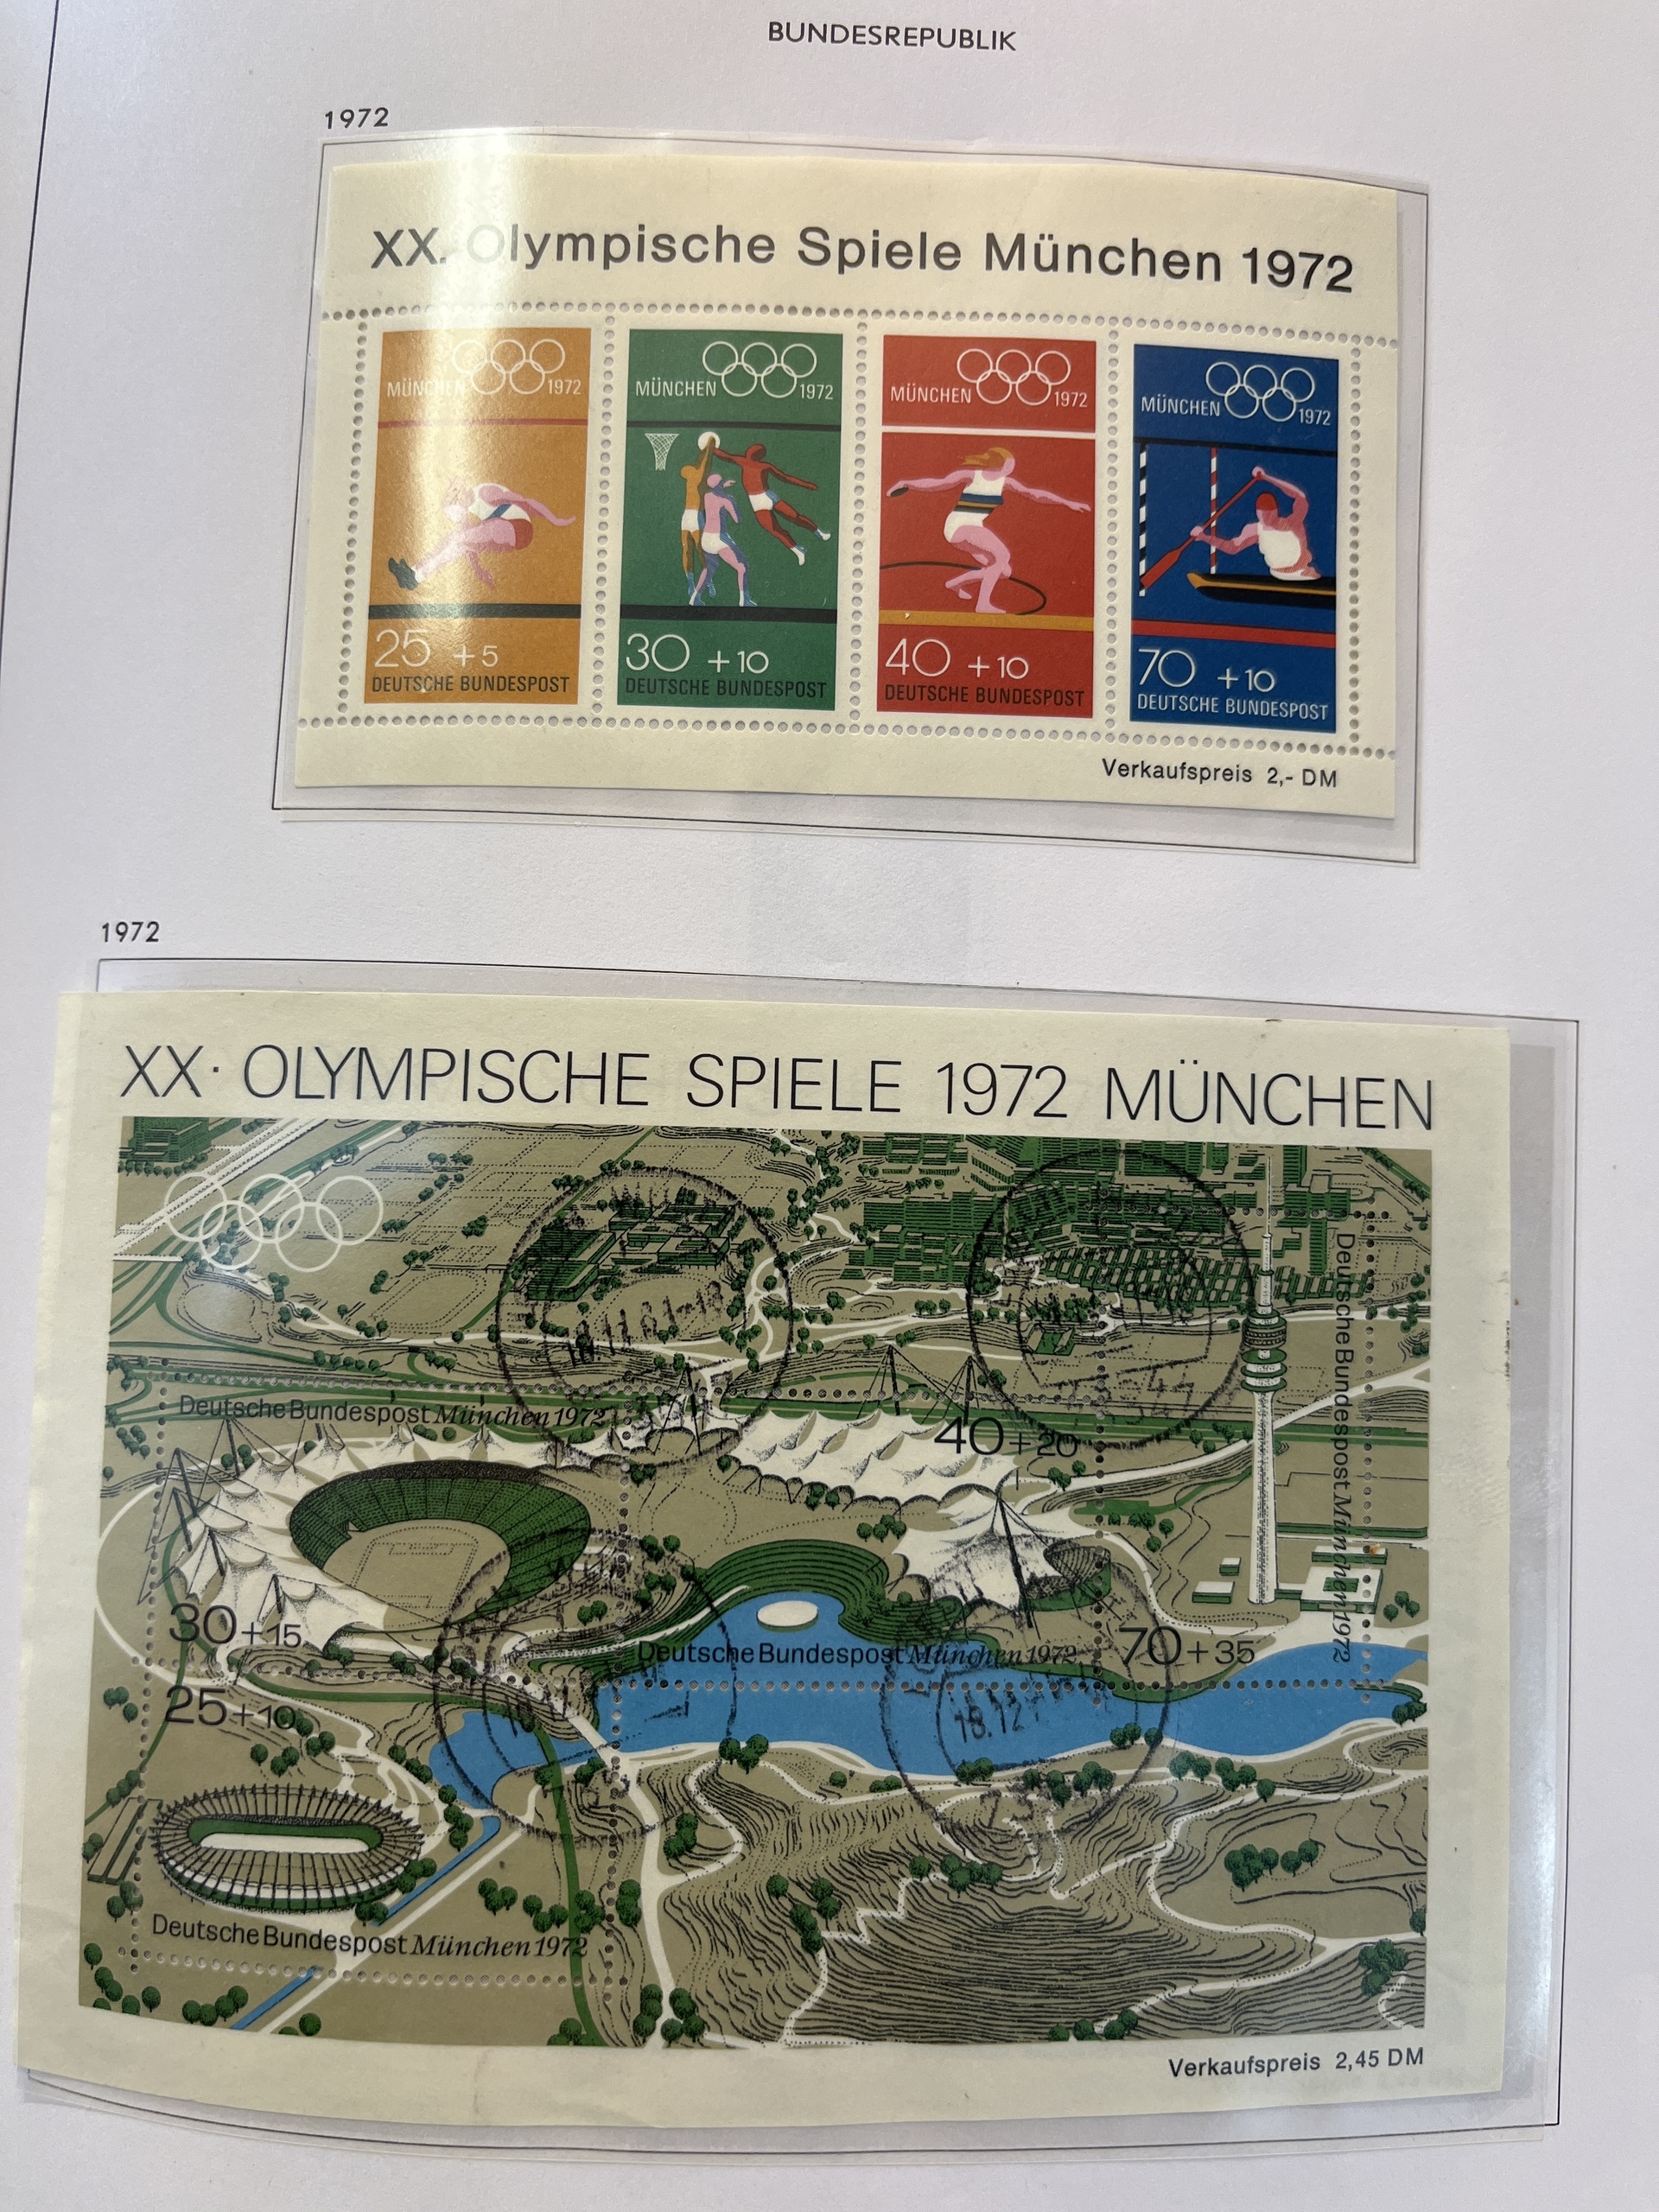 BUNDESREPUBLIK
1972
XX. Olympische Spiele München 1972
MÜNCHEN 1972
25 +5
DEUTSCHE BUNDESPOST
MÜNCHEN 1972
30 +10
DEUTSCHE BUNDESPOST
MÜNCHEN 1972
40 +10
DEUTSCHE BUNDESPOST
MÜNCHEN 1972
70 +10
DEUTSCHE BUNDESPOST
Verkaufspreis 2,- DM
1972
XX. OLYMPISCHE SPIELE 1972 MÜNCHEN
Deutsche Bundespost München 1972
30+15
40+20
Deutsche Bundespost München 1972
Deutsche Bundespost München 1972
70+35
25+10
Deutsche Bundespost München 1972
Verkaufspreis 2,45 DM